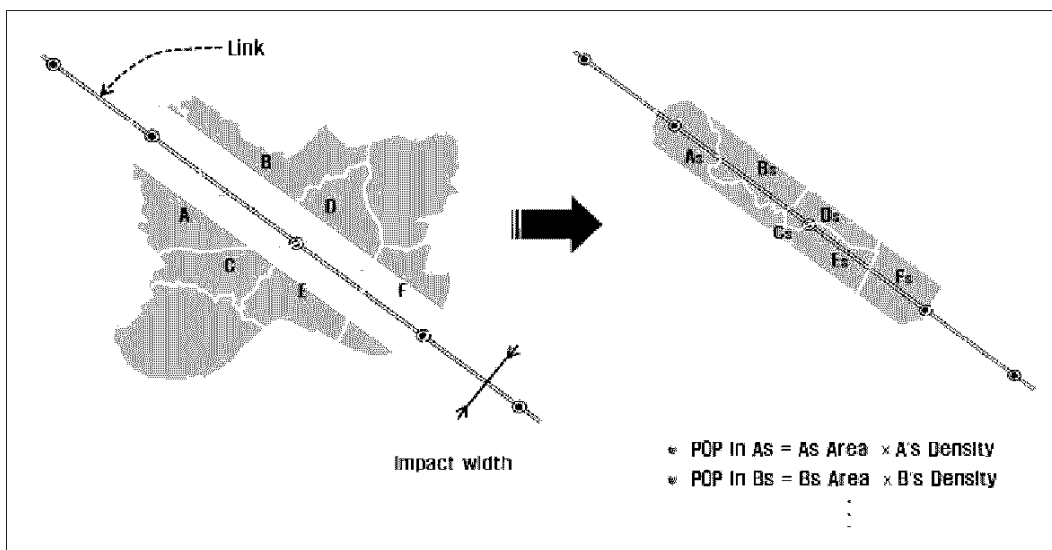 Link
B
A
D
C
E
F
Impact width
As
Bs
Cs
Ds
Es
Fs
POP in As = As Area × A's Density
POP in Bs = Bs Area × B's Density